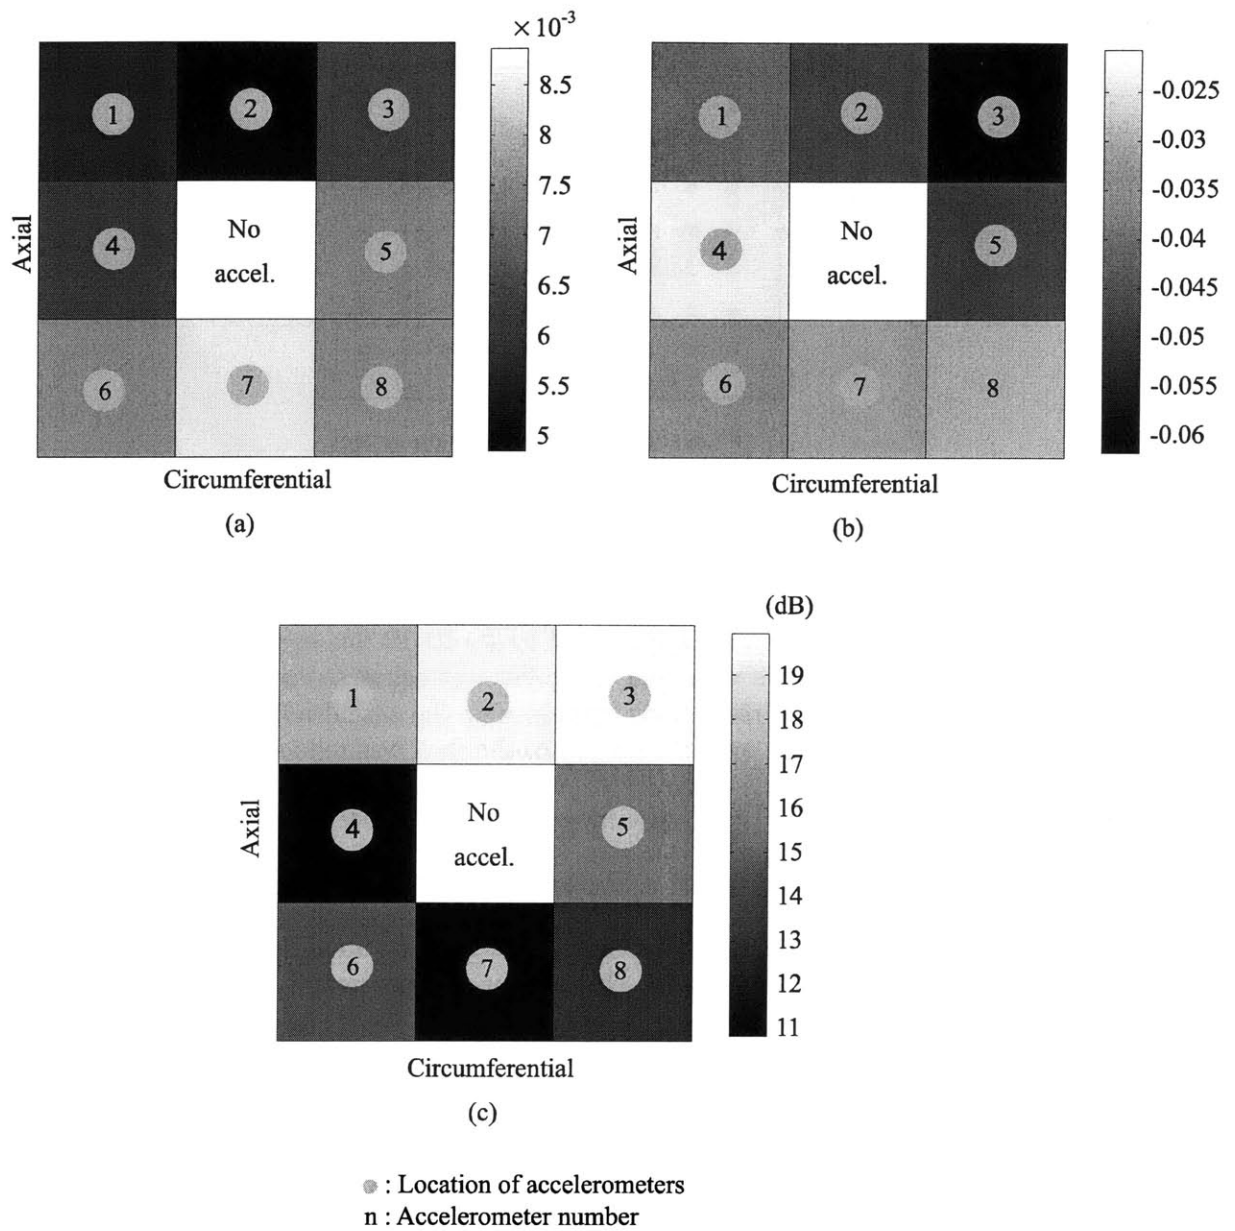 ×10⁻³
1 2 3
8.5
8
7.5
7
6.5
6
5.5
5
Axial
4
No
accel.
5
6 7 8
Circumferential
(a)
1 2 3
-0.025
-0.03
-0.035
-0.04
-0.045
-0.05
-0.055
-0.06
Axial
4
No
accel.
5
6 7 8
Circumferential
(b)
(dB)
1 2 3
19
18
17
16
15
14
13
12
11
Axial
4
No
accel.
5
6 7 8
Circumferential
(c)
: Location of accelerometers
n : Accelerometer number